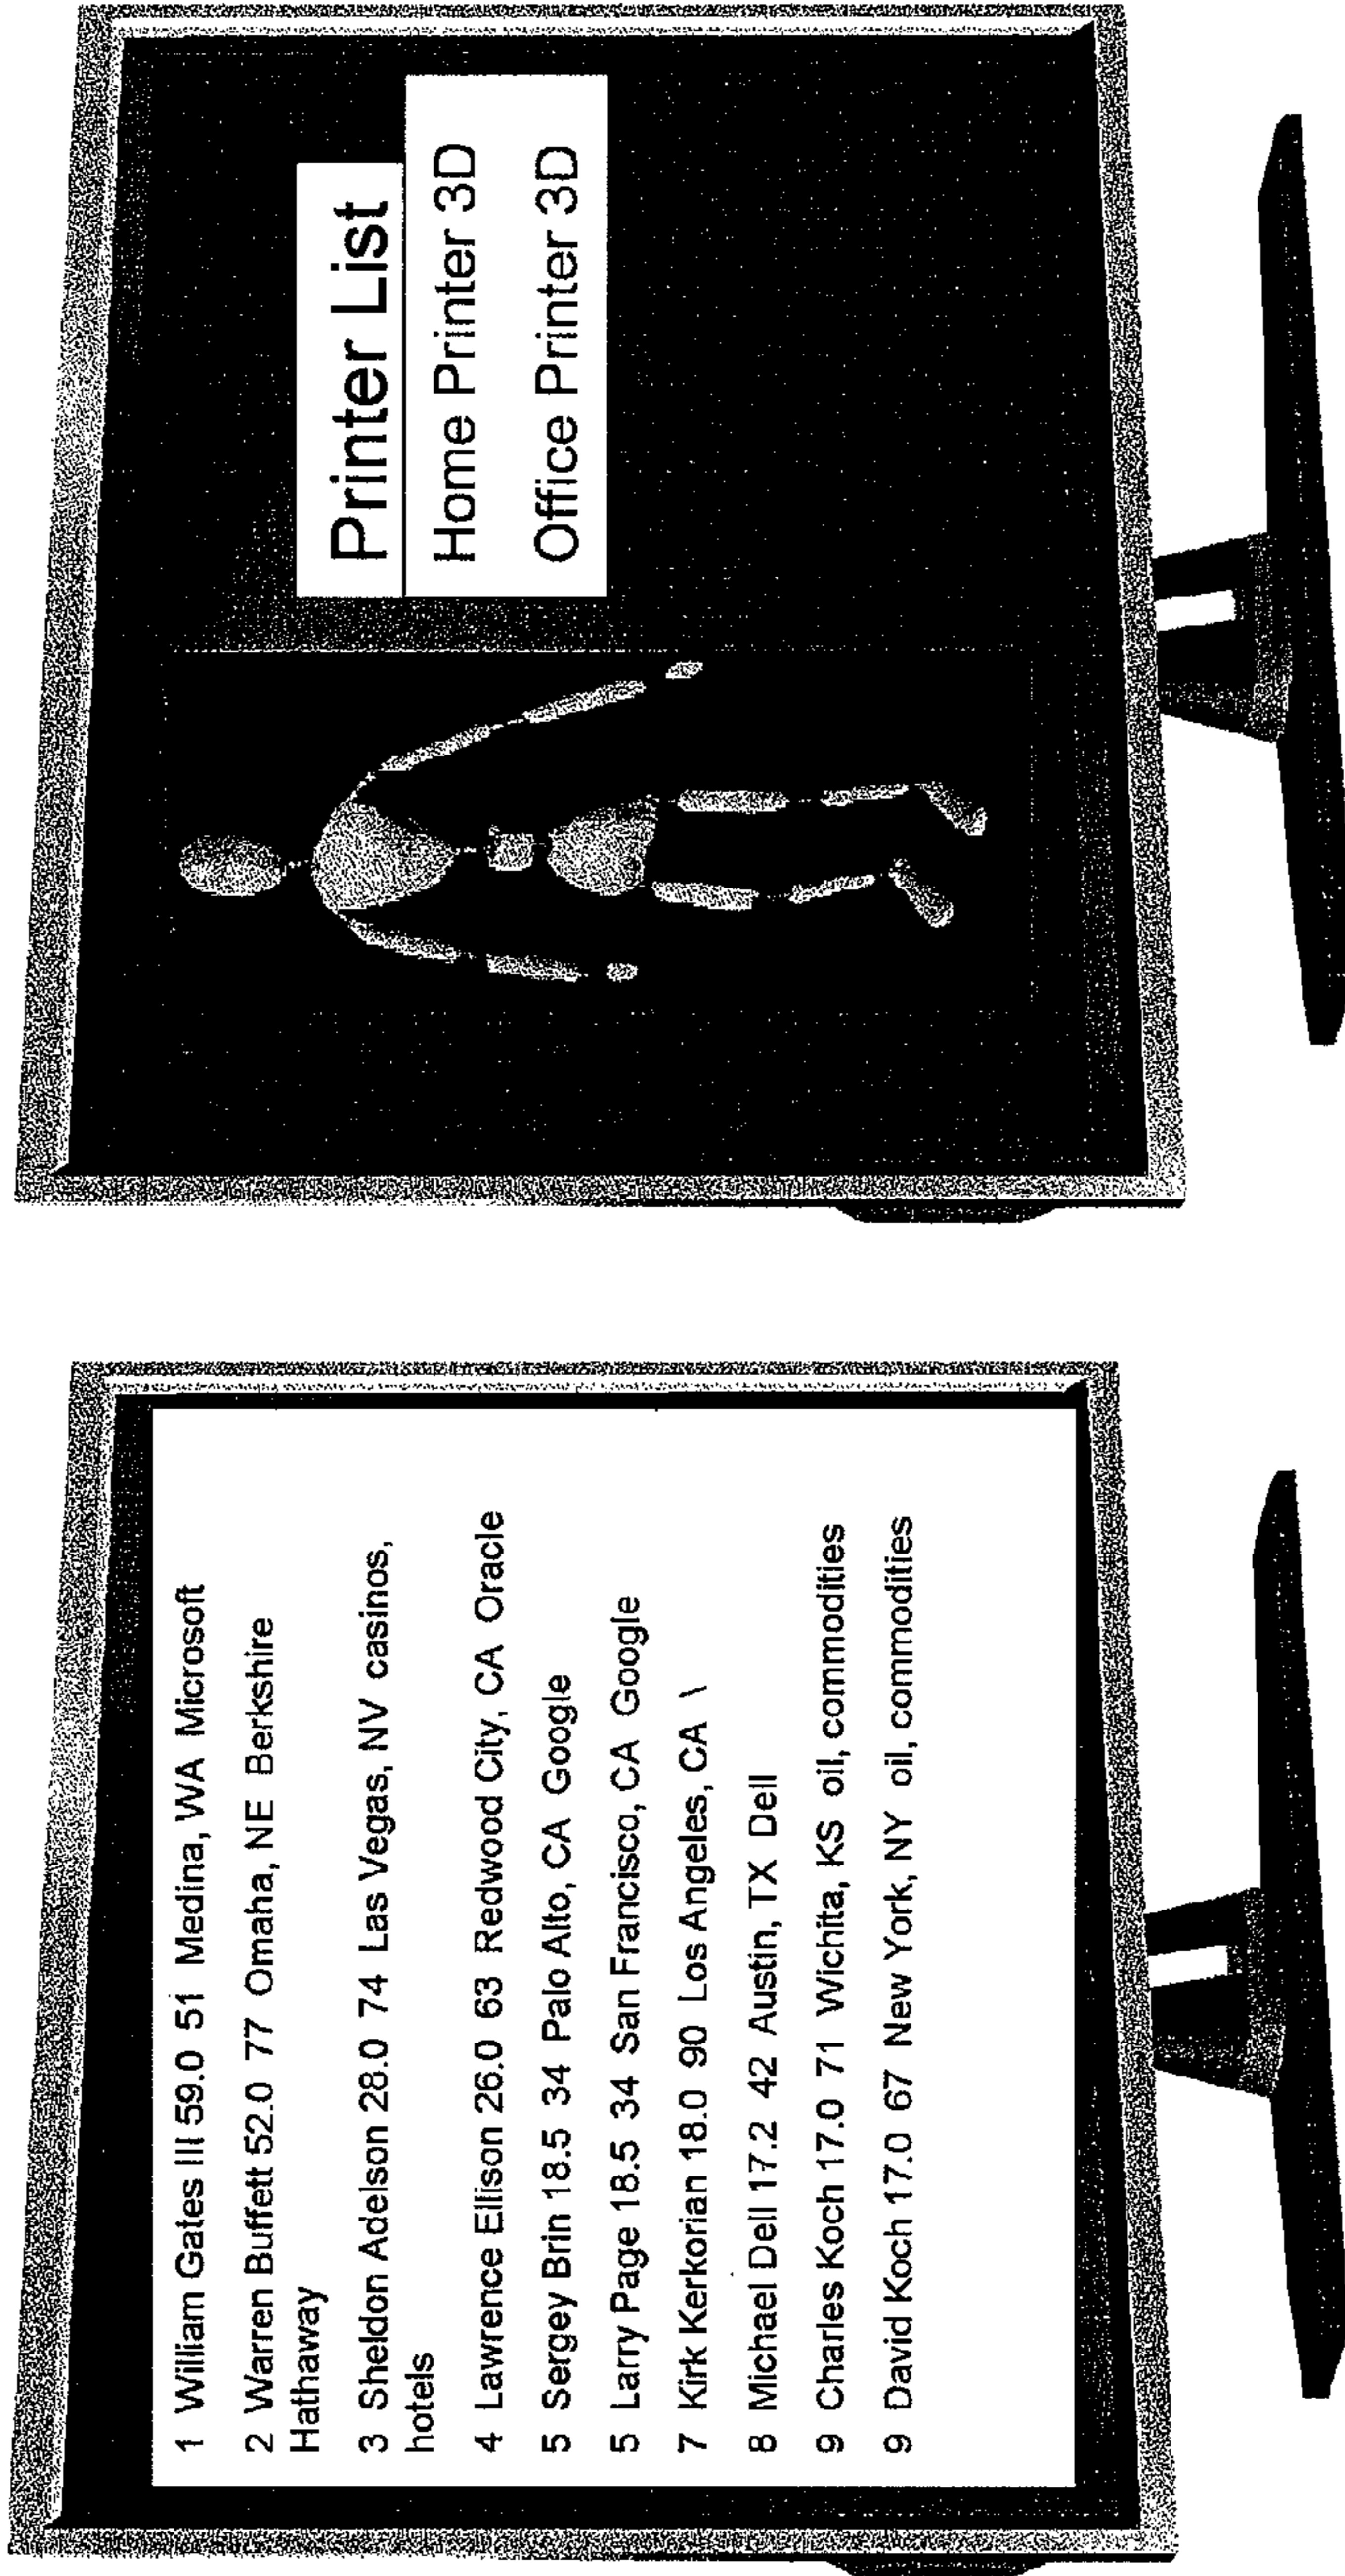 1 William Gates III 59.0 51 Medina, WA Microsoft
2 Warren Buffett 52.0 77 Omaha, NE Berkshire
Hathaway
3 Sheldon Adelson 28.0 74 Las Vegas, NV casinos,
hotels
4 Lawrence Ellison 26.0 63 Redwood City, CA Oracle
5 Sergey Brin 18.5 34 Palo Alto, CA Google
5 Larry Page 18.5 34 San Francisco, CA Google
7 Kirk Kerkorian 18.0 90 Los Angeles, CA \
8 Michael Dell 17.2 42 Austin, TX Dell
9 Charles Koch 17.0 71 Wichita, KS oil, commodities
9 David Koch 17.0 67 New York, NY oil, commodities
Printer List
Home Printer 3D
Office Printer 3D